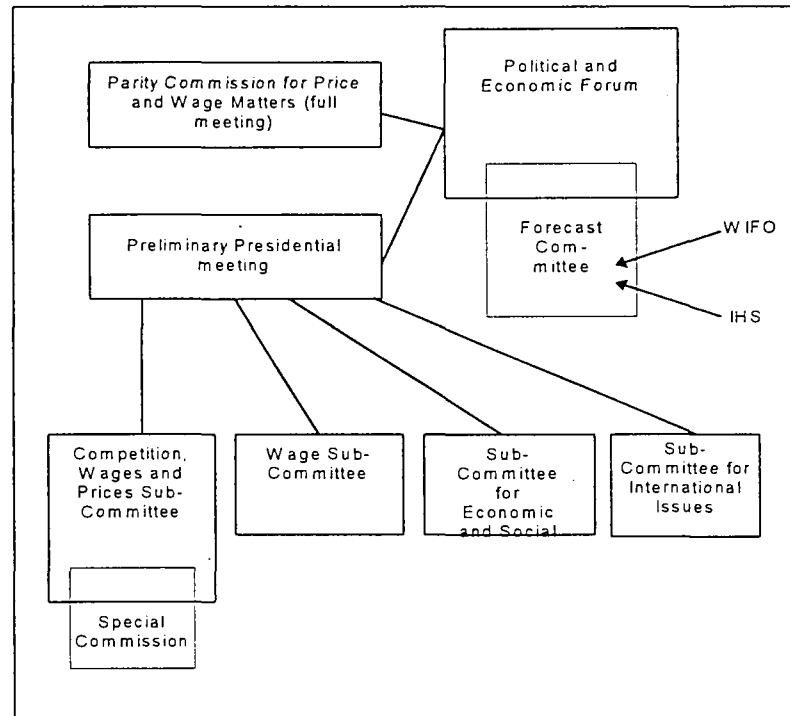 Parity Commission for Price
and Wage Matters (full
meeting)
Political and
Economic Forum
Preliminary Presidential
meeting
Forecast
Com-
mittee
WIFO
IHS
Competition,
Wages and
Prices Sub-
Committee
Wage Sub-
Committee
Sub-
Committee
for
Economic
and Social
Sub-
Committee for
International
Issues
Special
Commission